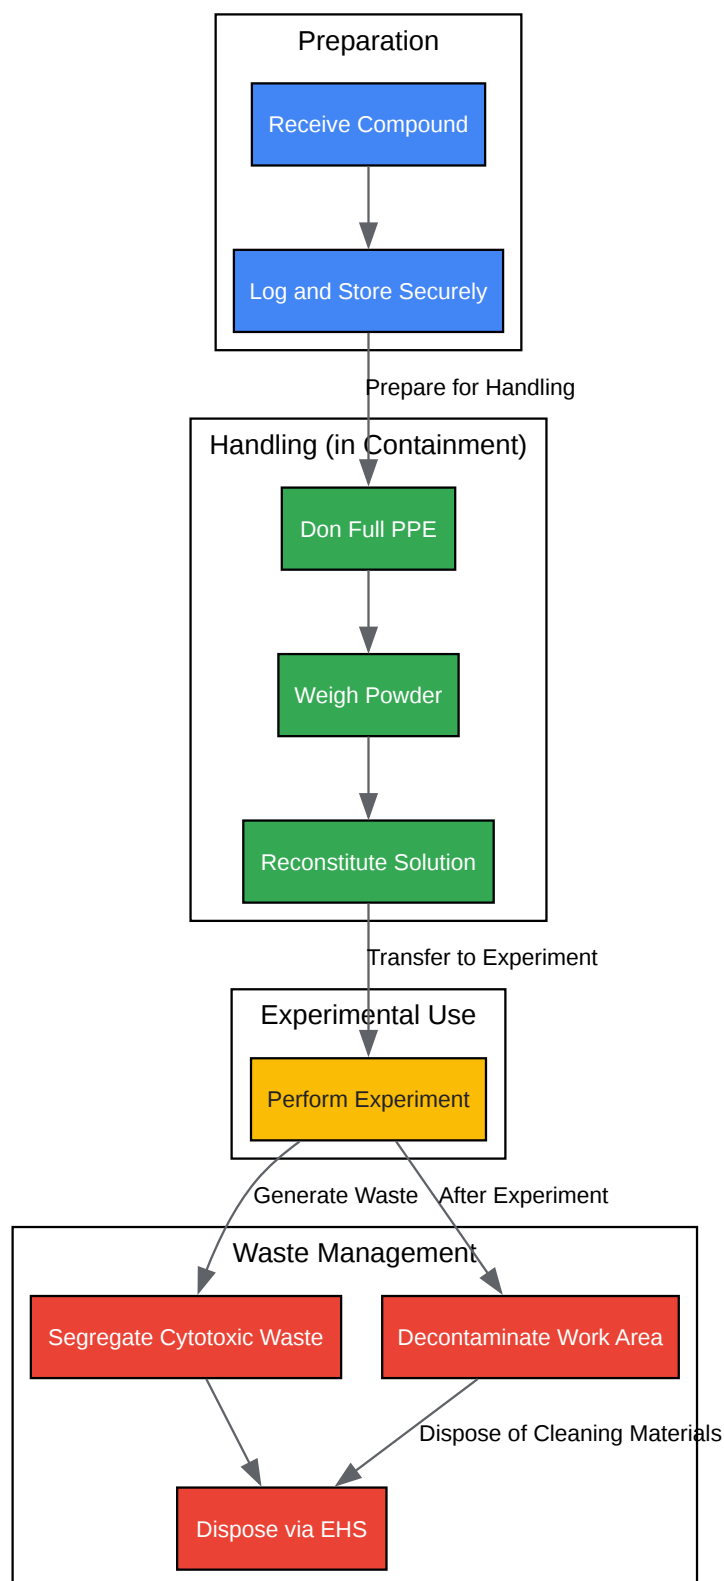 Preparation
Receive Compound
Log and Store Securely
Prepare for Handling
Handling (in Containment)
Don Full PPE
Weigh Powder
Reconstitute Solution
Transfer to Experiment
Experimental Use
Perform Experiment
Generate Waste
After Experiment
Waste Management
Segregate Cytotoxic Waste
Decontaminate Work Area
Dispose of Cleaning Materials
Dispose via EHS